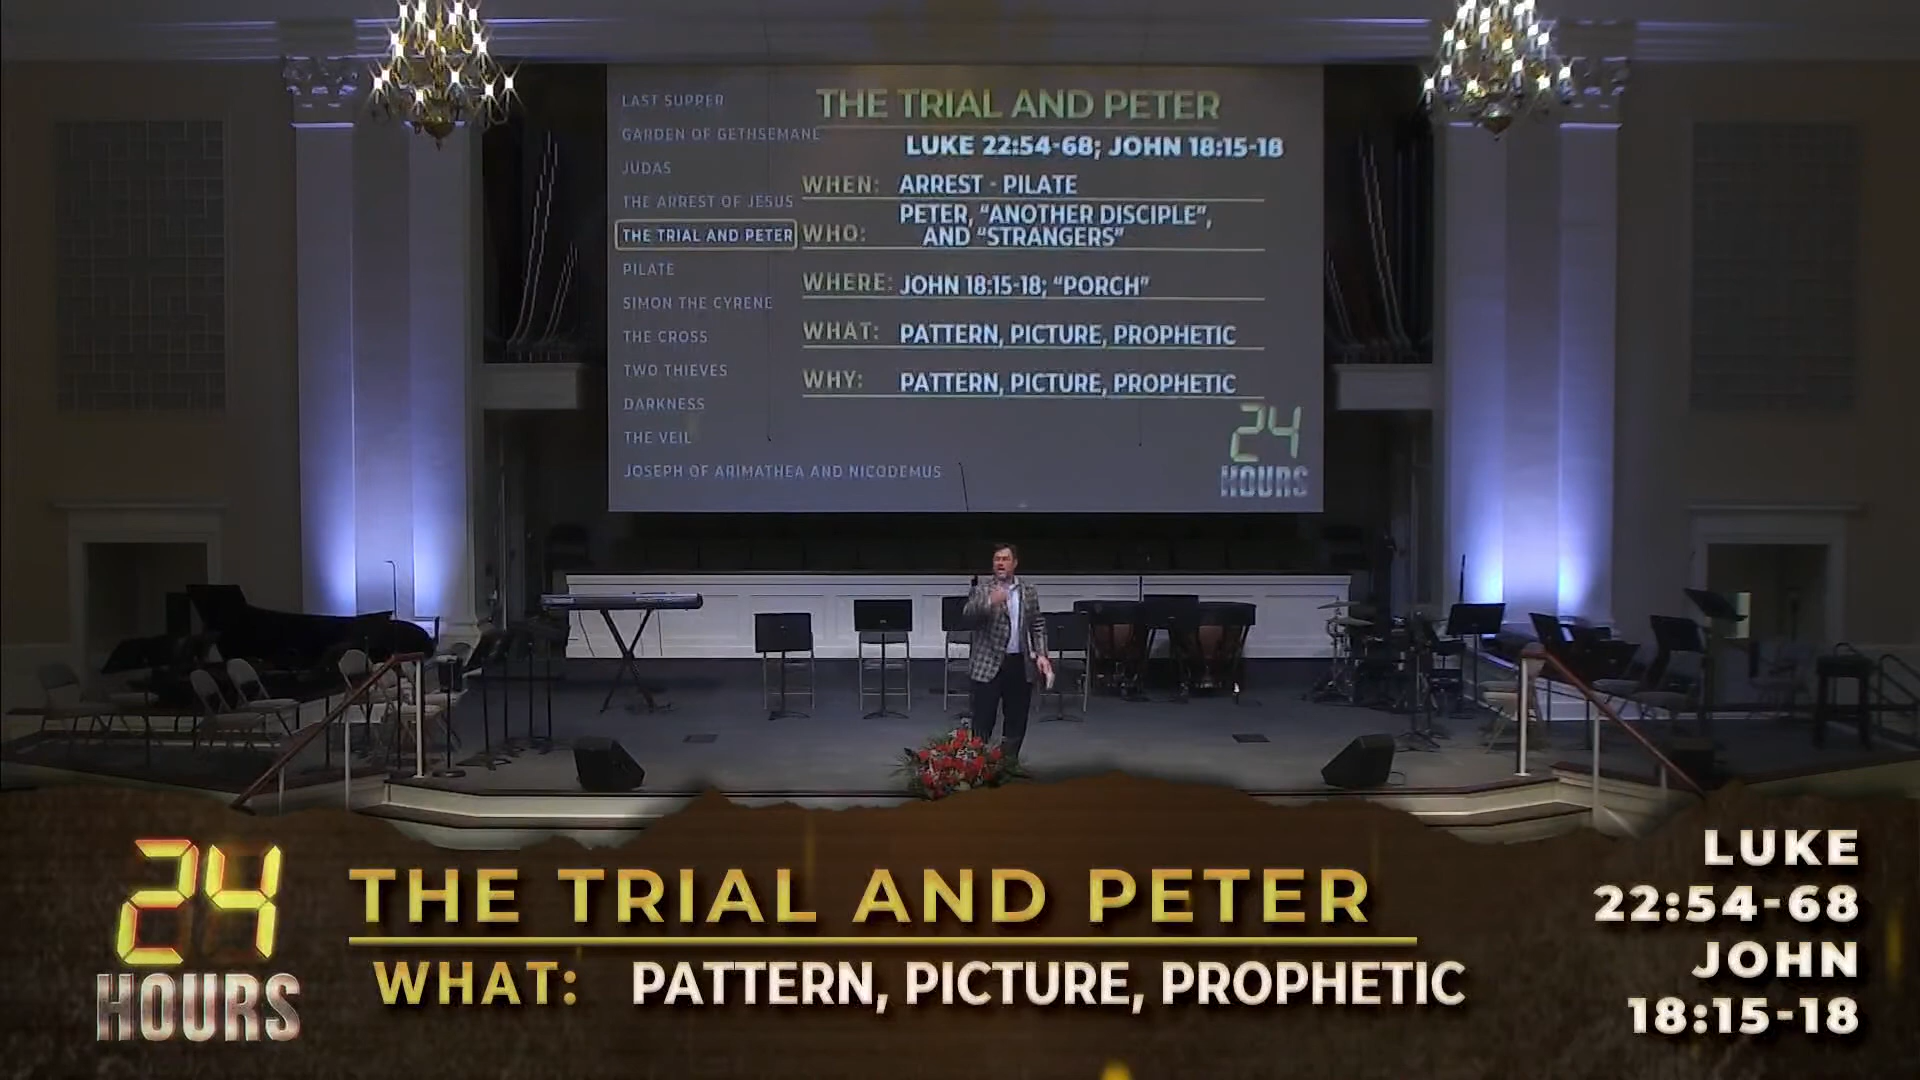 LAST SUPPER
GARDEN OF GETHSEMANE
JUDAS
THE ARREST OF JESUS
THE TRIAL AND PETER
PILATE
SIMON THE CYRENE
THE CROSS
TWO THIEVES
DARKNESS
THE VEIL
JOSEPH OF ARIMATHEA AND NICODEMUS
THE TRIAL AND PETER
LUKE 22:54-68; JOHN 18:15-18
WHEN: ARREST - PILATE
WHO: PETER, “ANOTHER DISCIPLE”,
AND “STRANGERS”
WHERE: JOHN 18:15-18; “PORCH”
WHAT: PATTERN, PICTURE, PROPHETIC
WHY: PATTERN, PICTURE, PROPHETIC
24
HOURS
24
HOURS
THE TRIAL AND PETER
WHAT: PATTERN, PICTURE, PROPHETIC
LUKE
22:54-68
JOHN
18:15-18